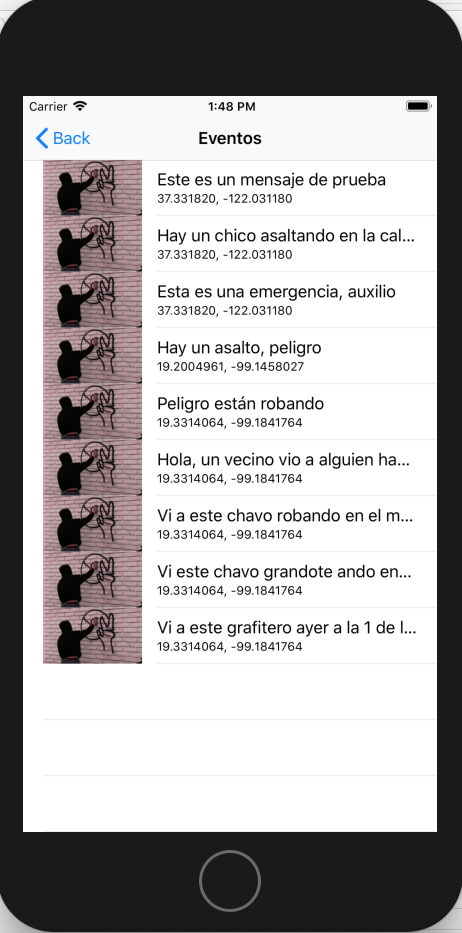 Carrier 1:48 PM
Back Eventos
Este es un mensaje de prueba
37.331820, -122.031180
Hay un chico asaltando en la cal...
37.331820, -122.031180
Esta es una emergencia, auxilio
37.331820, -122.031180
Hay un asalto, peligro
19.2004961, -99.1458027
Peligro están robando
19.3314064, -99.1841764
Hola, un vecino vio a alguien ha...
19.3314064, -99.1841764
Vi a este chavo robando en el m...
19.3314064, -99.1841764
Vi este chavo grandote ando en...
19.3314064, -99.1841764
Vi a este grafitero ayer a la 1 de l...
19.3314064, -99.1841764